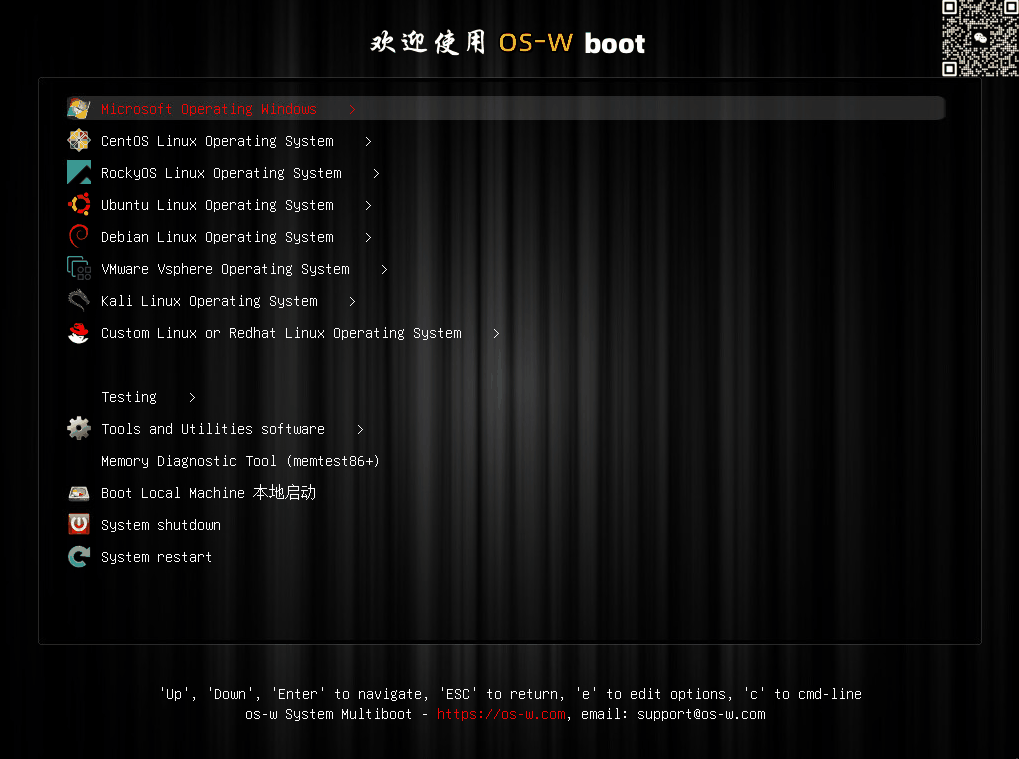 欢迎使用 OS-W boot
Microsoft Operating Windows >
CentOS Linux Operating System >
RockyOS Linux Operating System >
Ubuntu Linux Operating System >
Debian Linux Operating System >
VMware Vsphere Operating System >
Kali Linux Operating System >
Custom Linux or Redhat Linux Operating System >
Testing >
Tools and Utilities software >
Memory Diagnostic Tool (memtest86+)
Boot Local Machine 本地启动
System shutdown
System restart
'Up', 'Down', 'Enter' to navigate, 'ESC' to return, 'e' to edit options, 'c' to cmd-line
os-w System Multiboot - https://os-w.com, email: support@os-w.com